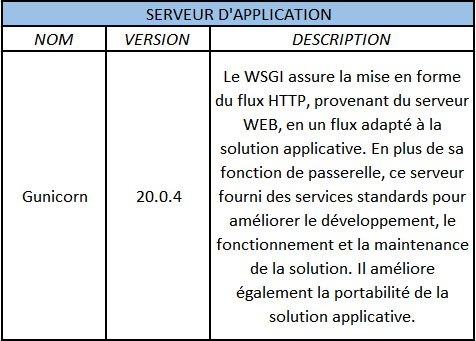 SERVEUR D'APPLICATION
NOM VERSION DESCRIPTION
Le WSGI assure la mise en forme
du flux HTTP, provenant du serveur
WEB, en un flux adapté à la
solution applicative. En plus de sa
fonction de passerelle, ce serveur
fourni des services standards pour
améliorer le développement, le
fonctionnement et la maintenance
de la solution. Il améliore
également la portabilité de la
solution applicative.
Gunicorn
20.0.4